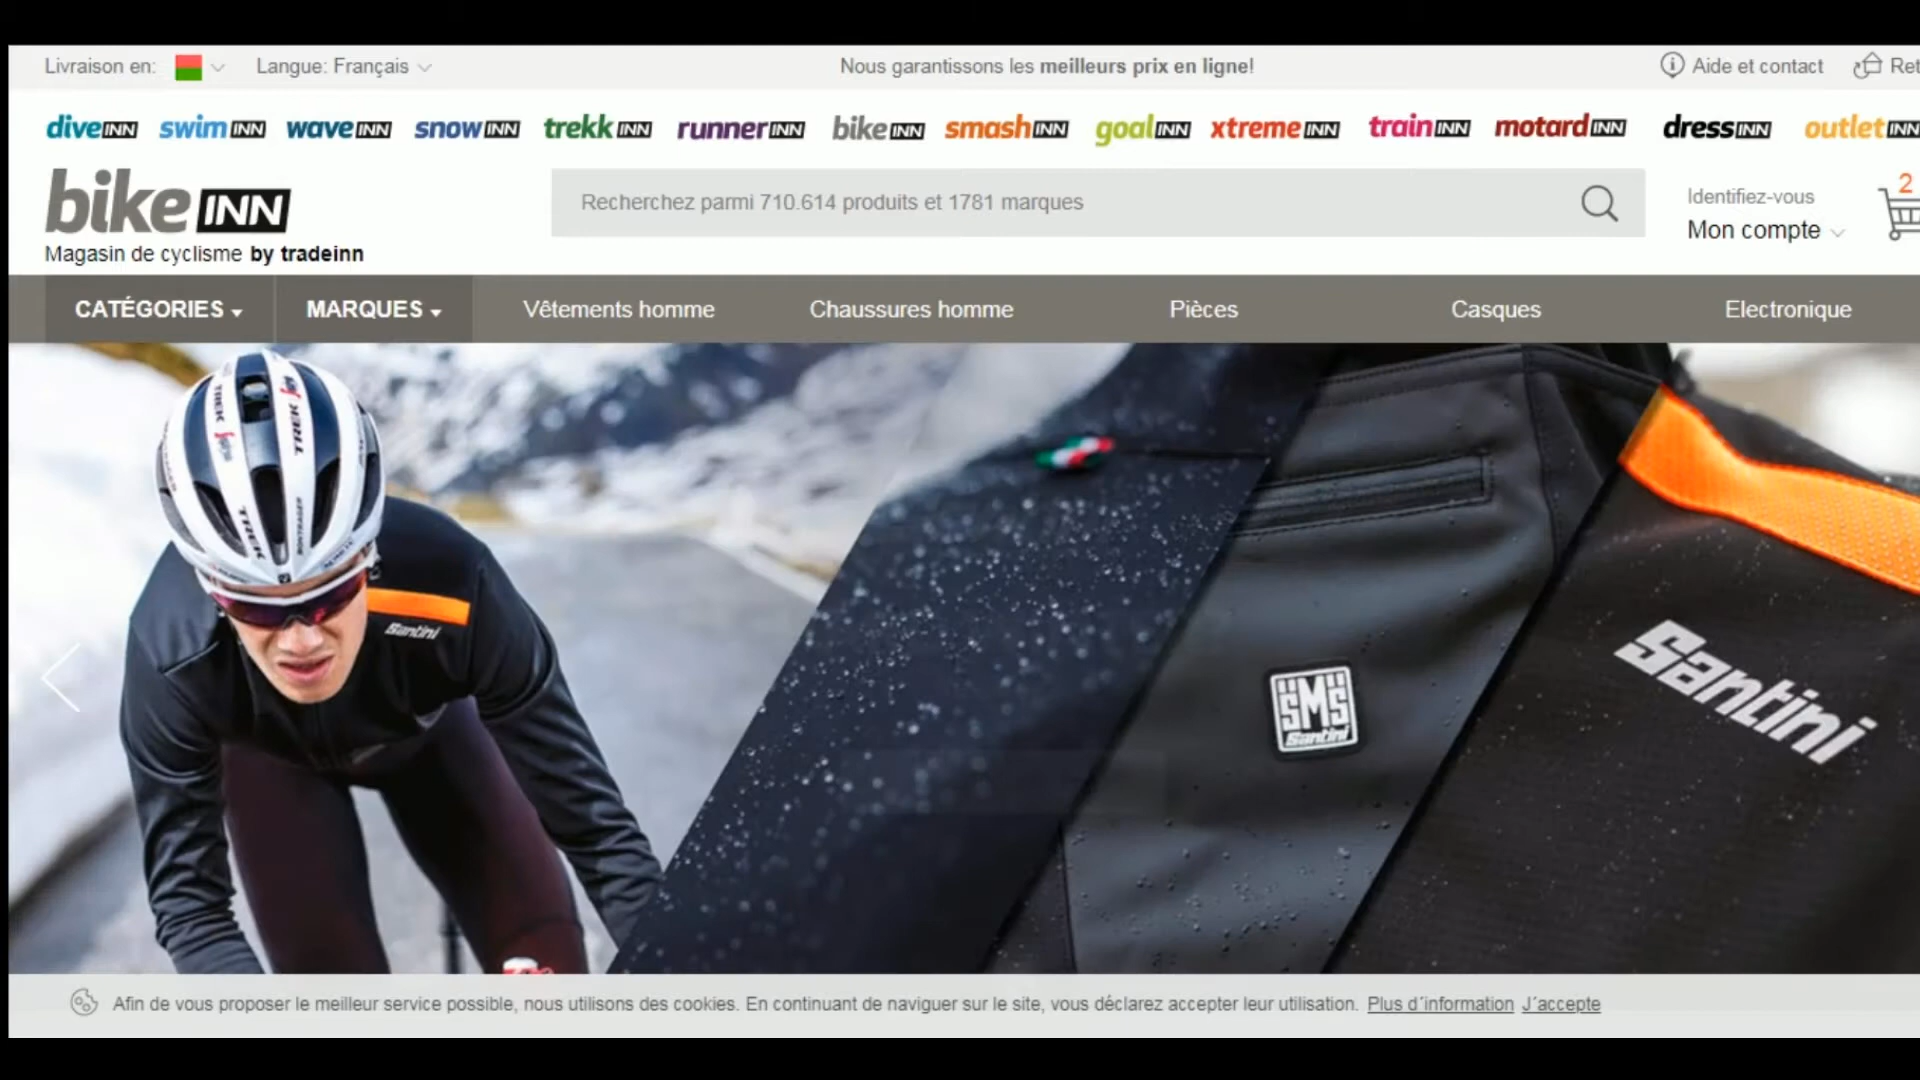 Livraison en:
Langue: Français
Nous garantissons les meilleurs prix en ligne!
Aide et contact
Ret
diveINN swimINN waveINN snowINN trekkINN runnerINN bikeINN smashINN goalINN xtremeINN trainINN motardINN dressINN outletINN
bikeINN
Magasin de cyclisme by tradeinn
Recherchez parmi 710.614 produits et 1781 marques
Identifiez-vous
Mon compte
2
CATÉGORIES
MARQUES
Vêtements homme
Chaussures homme
Pièces
Casques
Electronique
TREK
TREK
TREK
BONTRAGER
Santini
SMS
Santini
Santini
Afin de vous proposer le meilleur service possible, nous utilisons des cookies. En continuant de naviguer sur le site, vous déclarez accepter leur utilisation. Plus d´information J´accepte